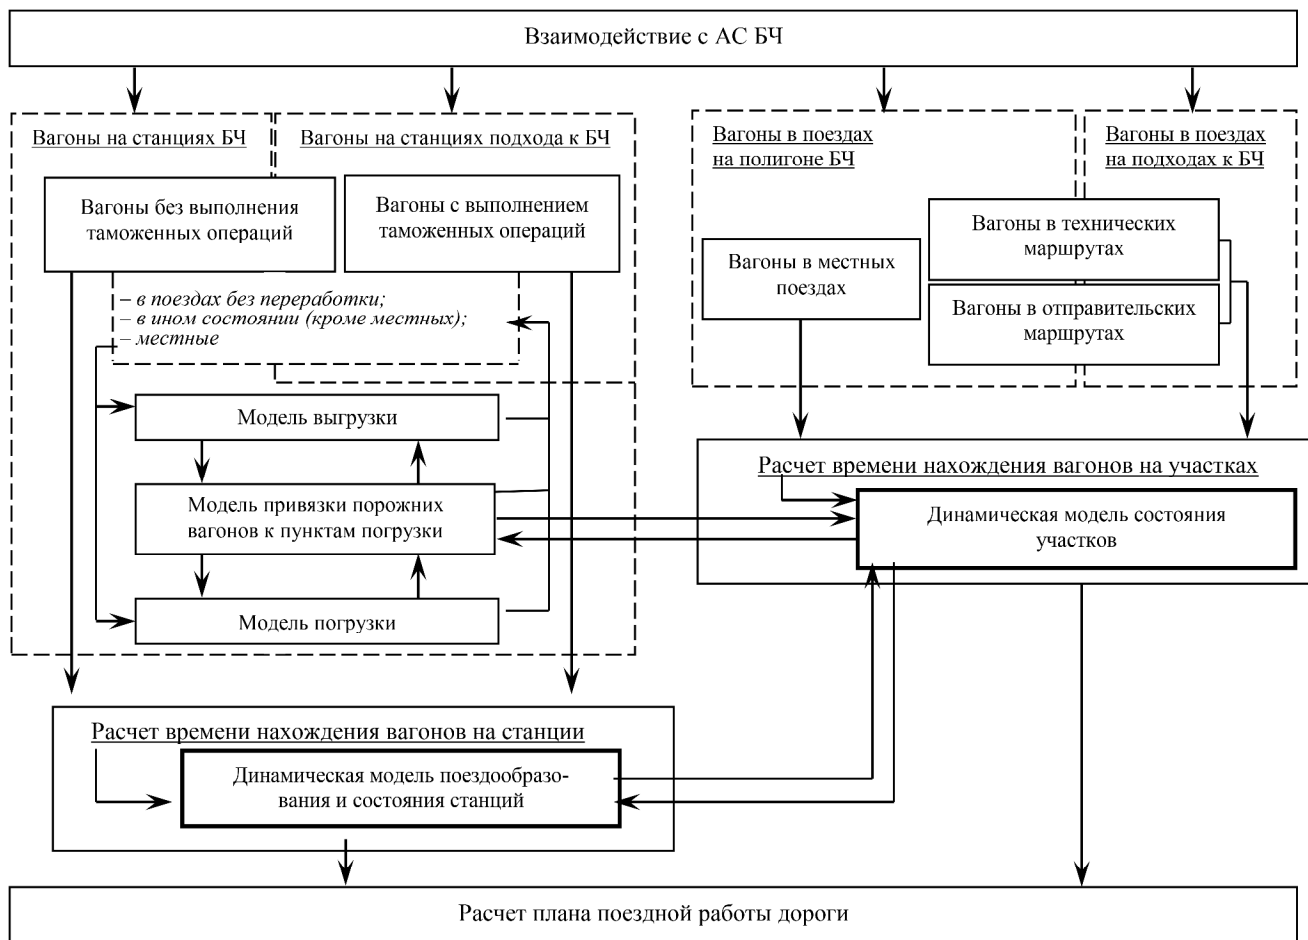 Взаимодействие с АС БЧ
Вагоны на станциях БЧ
Вагоны на станциях подхода к БЧ
Вагоны без выполнения
таможенных операций
Вагоны с выполнением
таможенных операций
– в поездах без переработки;
– в ином состоянии (кроме местных);
– местные
Модель выгрузки
Модель привязки порожних
вагонов к пунктам погрузки
Модель погрузки
Вагоны в поездах
на полигоне БЧ
Вагоны в поездах
на подходах к БЧ
Вагоны в местных
поездах
Вагоны в технических
маршрутах
Вагоны в отправительских
маршрутах
Расчет времени нахождения вагонов на участках
Динамическая модель состояния
участков
Расчет времени нахождения вагонов на станции
Динамическая модель поездообразо-
вания и состояния станций
Расчет плана поездной работы дороги